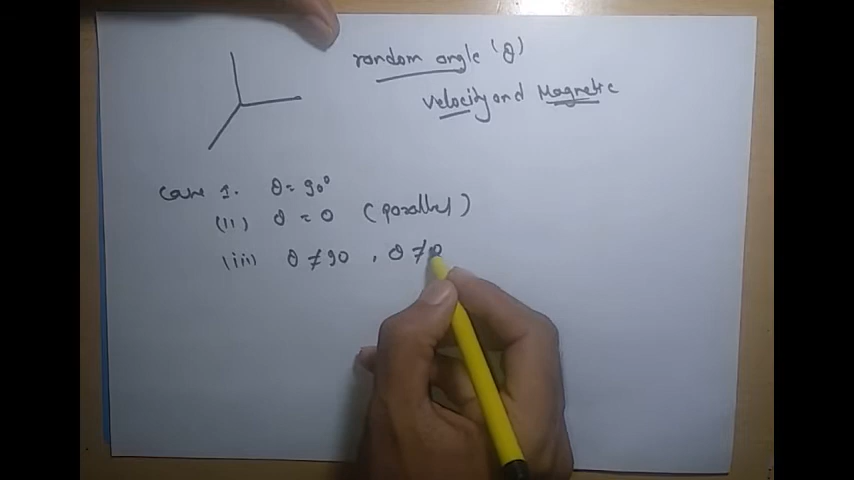 random angle (θ)
velocity and Magnetic
Case 1. θ = 90°
(ii) θ = 0 (parallel)
(iii) θ ≠ 90 , θ ≠ 0